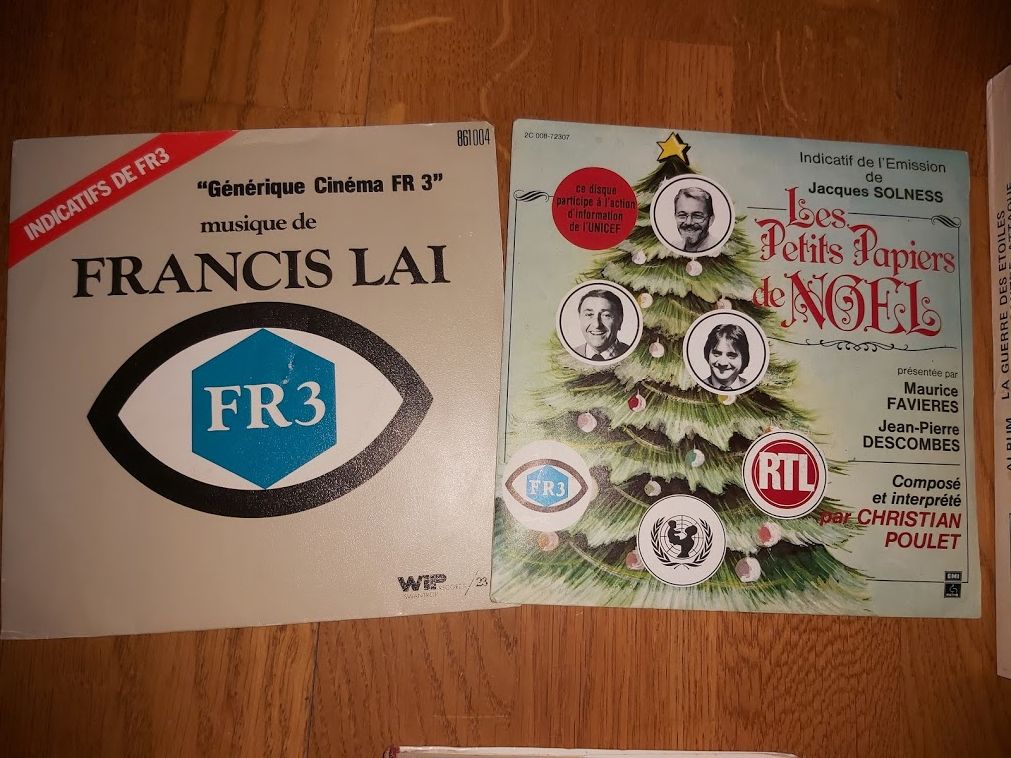 861004
INDICATIFS DE FR3
"Générique Cinéma FR 3"
musique de
FRANCIS LAI
FR3
WIP
/23
2C 008-72307
Indicatif de l'Emission
de
Jacques SOLNESS
ce disque
participe à l'action
d'information
de l'UNICEF
Les
Petits Papiers
de NOEL
présentée par
Maurice
FAVIERES
Jean-Pierre
DESCOMBES
Composé
et interprété
par CHRISTIAN
POULET
FR3
RTL
EMI
ALBUM LA GUERRE DES ETOILES